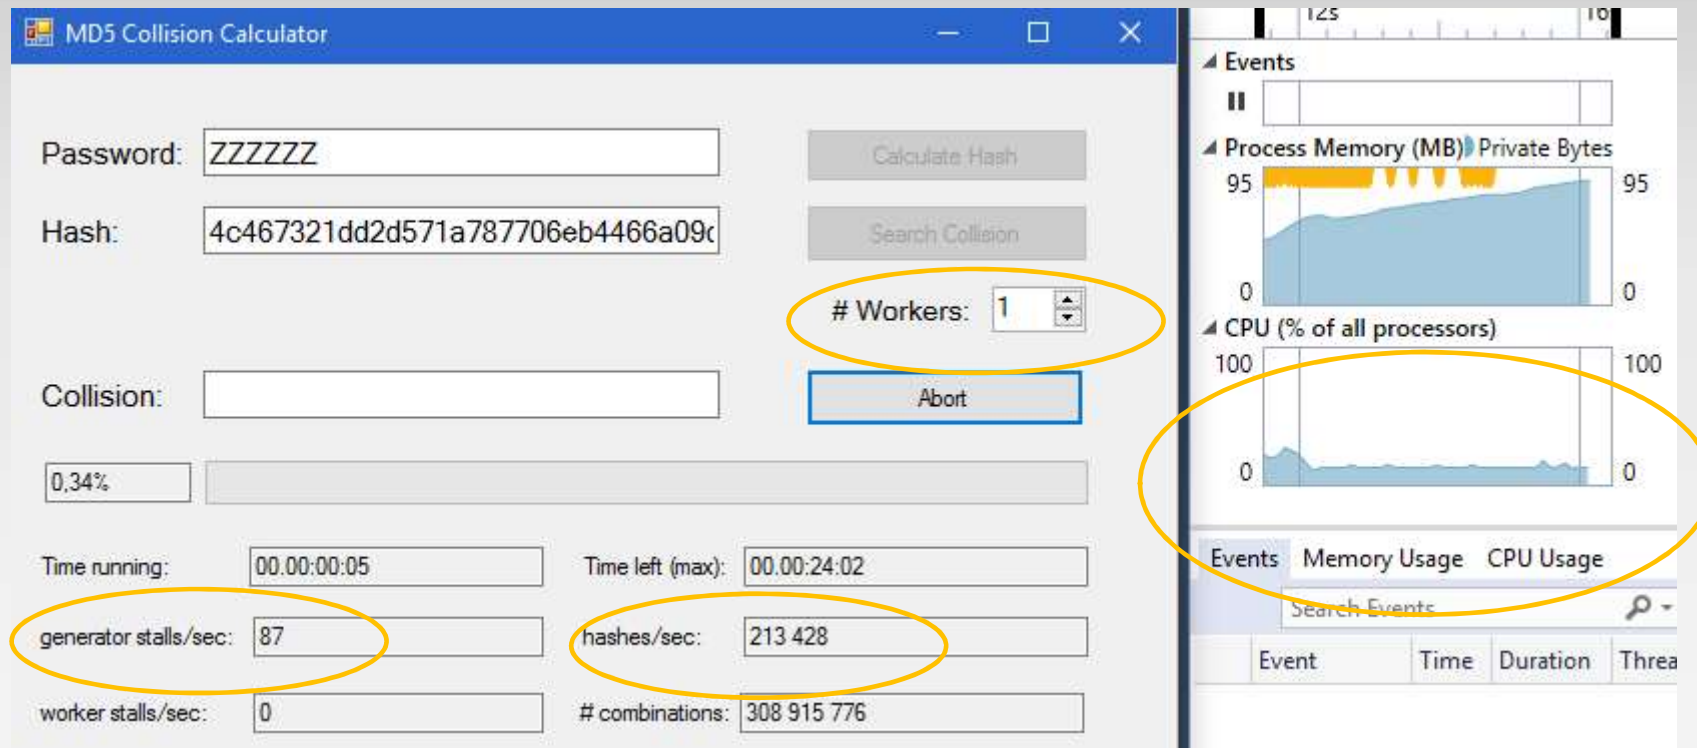 MD5 Collision Calculator
Password: ZZZZZZ
Calculate Hash
Hash: 4c467321dd2d571a787706eb4466a09
Search Collision
# Workers: 1
Collision:
Abort
0,34%
Time running: 00.00:00:05 Time left (max): 00.00:24:02
generator stalls/sec: 87 hashes/sec: 213 428
worker stalls/sec: 0 # combinations: 308 915 776
12s 16
Events
Process Memory (MB) Private Bytes
95 95
0 0
CPU (% of all processors)
100 100
0 0
Events Memory Usage CPU Usage
Search Events
Event Time Duration Threa